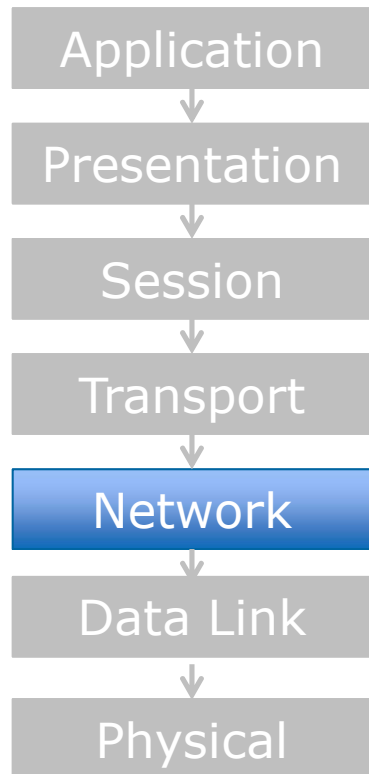 Application
Presentation
Session
Transport
Network
Data Link
Physical